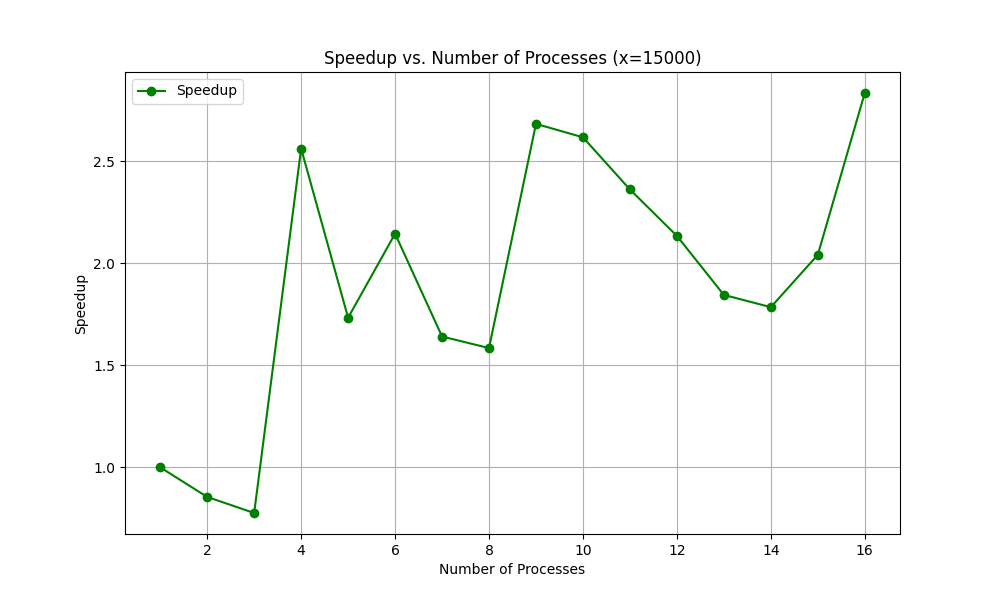 Speedup vs. Number of Processes (x=15000)
Speedup
2.5
2.0
1.5
1.0
Speedup
2 4 6 8 10 12 14 16
Number of Processes